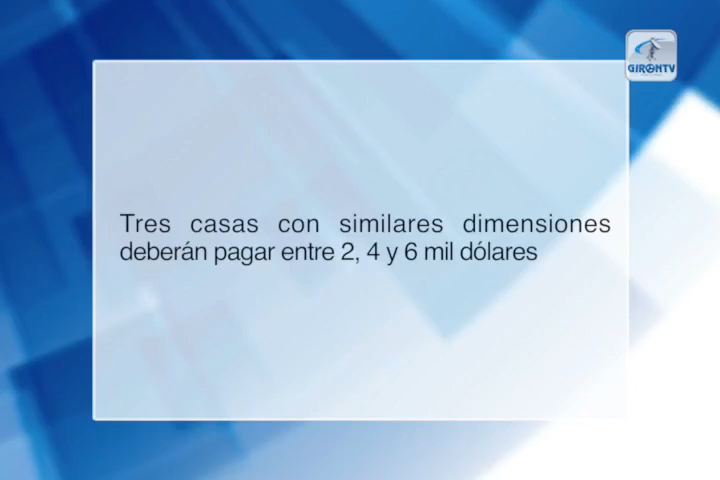 GIRONTV
Tres casas con similares dimensiones
deberán pagar entre 2, 4 y 6 mil dólares